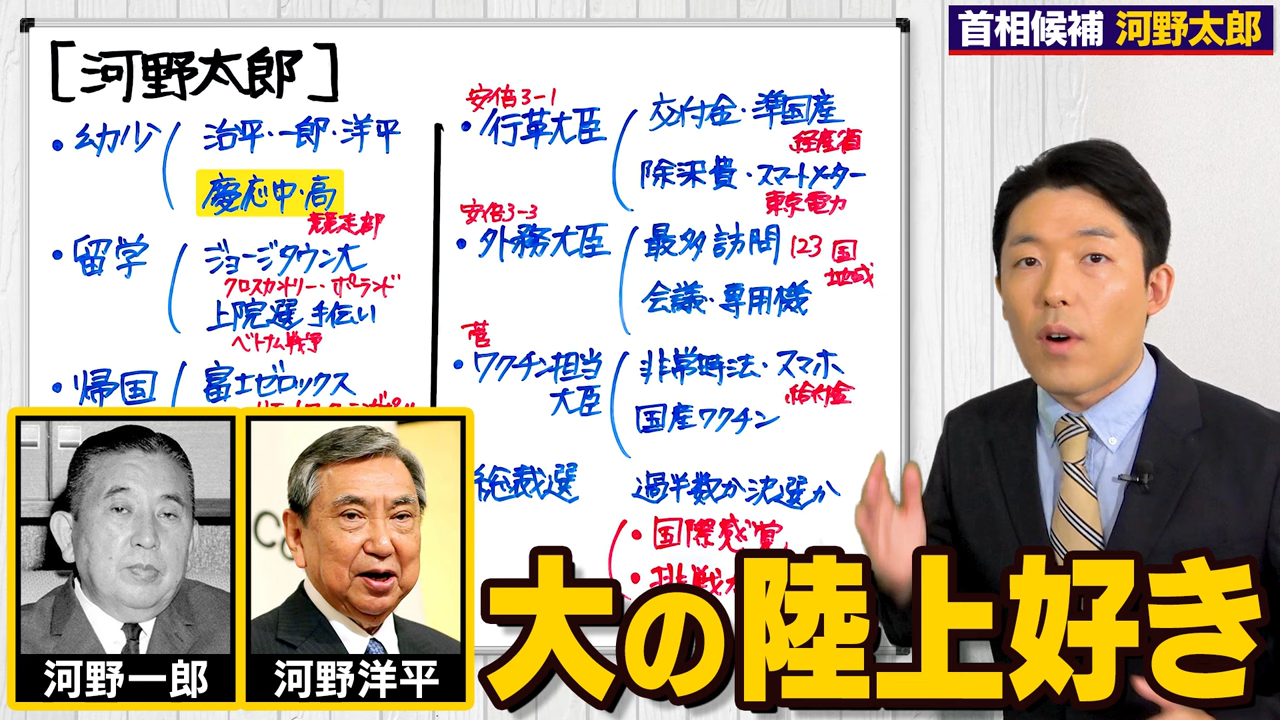 首相候補 河野太郎
[河野太郎]
・幼少
治平・一郎・洋平
慶応中・高
競走部
・留学
ジョージタウン大
クロスカントリー・ポーランド
上院選手伝い
ベトナム戦争
・帰国
富士ゼロックス
安倍3-1
・行革大臣
交付金・準国産
経産省
除染費・スマートメーター
東京電力
安倍3-3
・外務大臣
最多訪問 123国
地域
会議・専用機
菅
・ワクチン担当
大臣
非常時法・スマホ
給付金
国産ワクチン
総裁選
過半数か決選か
・国際感覚
・挑戦
河野一郎
河野洋平
大の陸上好き